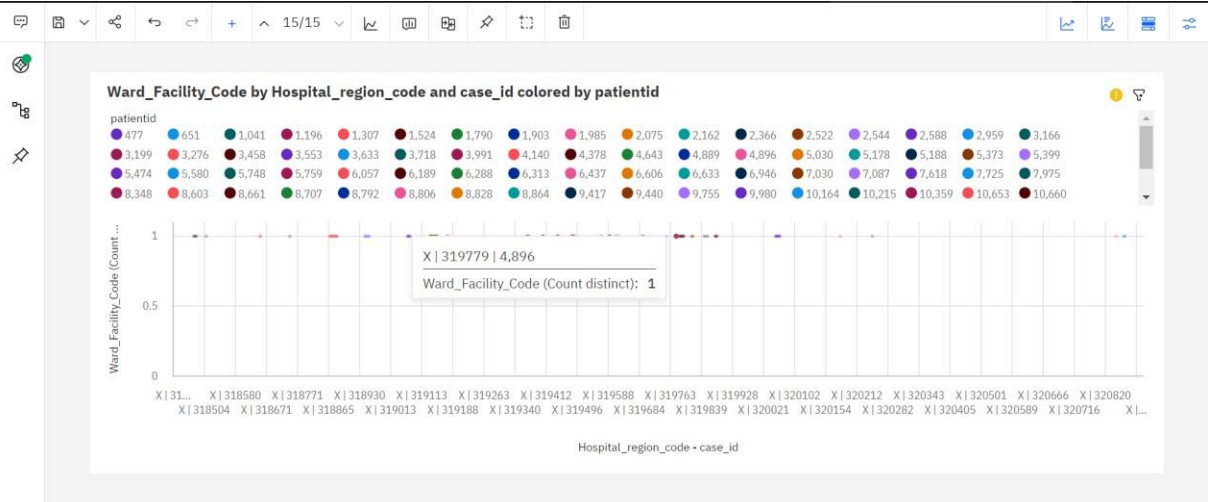 15/15
Ward_Facility_Code by Hospital_region_code and case_id colored by patientid
patientid
477 651 1,041 1,196 1,307 1,524 1,790 1,903 1,985 2,075 2,162 2,366 2,522 2,544 2,588 2,959 3,166
3,199 3,276 3,458 3,553 3,633 3,718 3,991 4,140 4,378 4,643 4,889 4,896 5,030 5,178 5,188 5,373 5,399
5,474 5,580 5,748 5,759 6,057 6,189 6,288 6,313 6,437 6,606 6,633 6,946 7,030 7,087 7,618 7,725 7,975
8,348 8,603 8,661 8,707 8,792 8,806 8,828 8,864 9,417 9,440 9,755 9,980 10,164 10,215 10,359 10,653 10,660
Ward_Facility_Code (Count ...
1
0.5
0
X | 319779 | 4,896
Ward_Facility_Code (Count distinct): 1
X | 31... X | 318580 X | 318771 X | 318930 X | 319113 X | 319263 X | 319412 X | 319588 X | 319763 X | 319928 X | 320102 X | 320212 X | 320343 X | 320501 X | 320666 X | 320820
X | 318504 X | 318671 X | 318865 X | 319013 X | 319188 X | 319340 X | 319496 X | 319684 X | 319839 X | 320021 X | 320154 X | 320282 X | 320405 X | 320589 X | 320716 X |...
Hospital_region_code - case_id